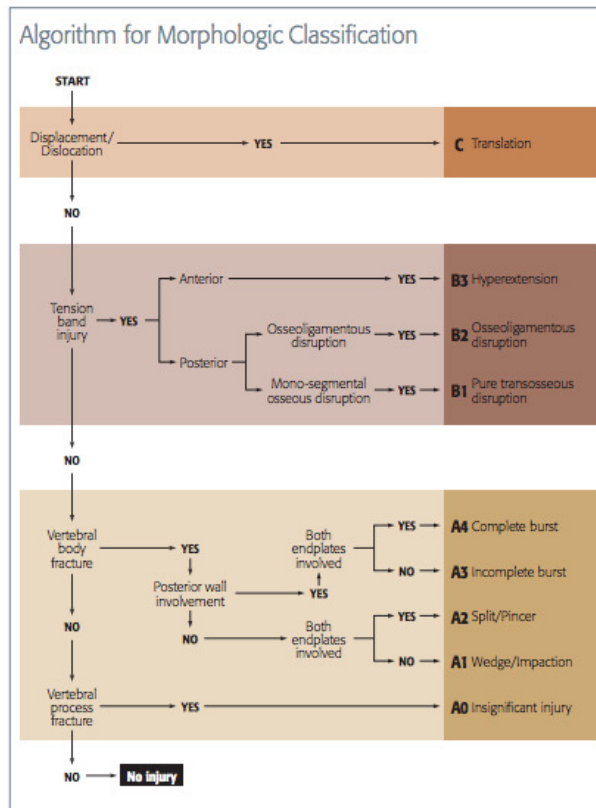 Algorithm for Morphologic Classification
START
Displacement/
Dislocation
YES
C Translation
NO
Tension
band
injury
YES
Anterior
YES
B3 Hyperextension
Posterior
Osseoligamentous
disruption
YES
B2 Osseoligamentous
disruption
Mono-segmental
osseous disruption
YES
B1 Pure transosseous
disruption
NO
Vertebral
body
fracture
YES
Posterior wall
involvement
YES
Both
endplates
involved
YES
A4 Complete burst
NO
A3 Incomplete burst
NO
Both
endplates
involved
YES
A2 Split/Pincer
NO
A1 Wedge/Impaction
NO
Vertebral
process
fracture
YES
A0 Insignificant injury
NO
No injury